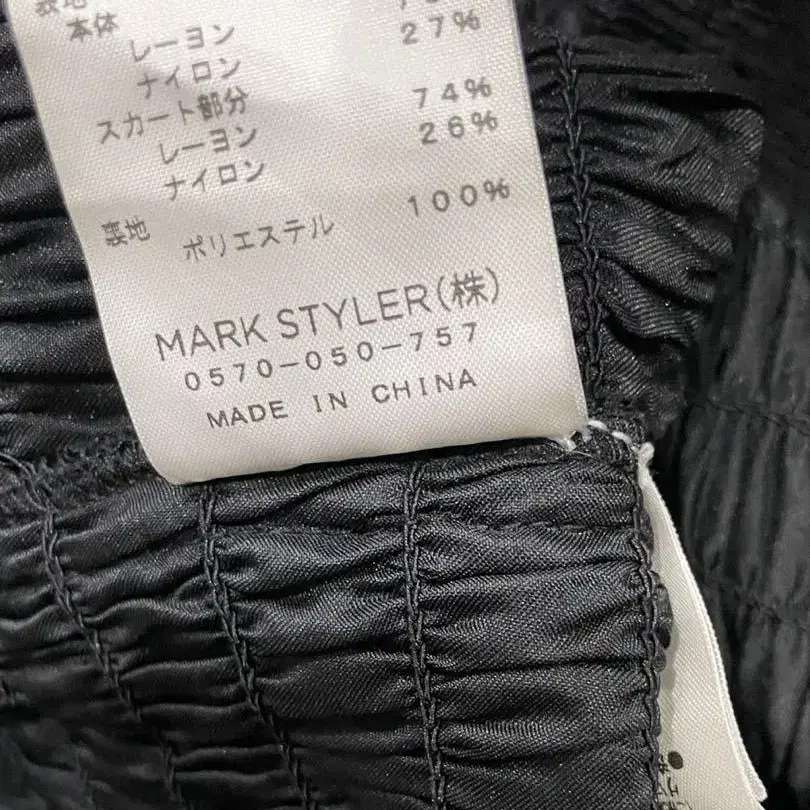 表地
本体
レーヨン
ナイロン 27%
スカート部分
レーヨン 74%
ナイロン 26%
裏地
ポリエステル 100%
MARK STYLER(株)
0570-050-757
MADE IN CHINA